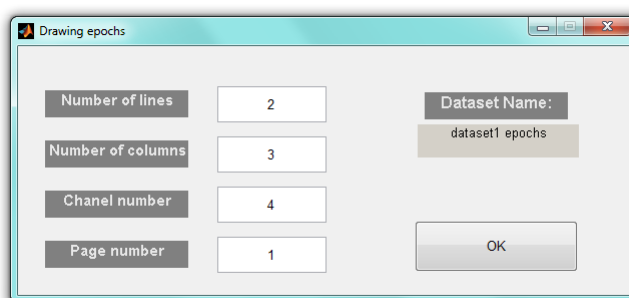 Drawing epochs
Number of lines
2
Number of columns
3
Chanel number
4
Page number
1
Dataset Name:
dataset1 epochs
OK